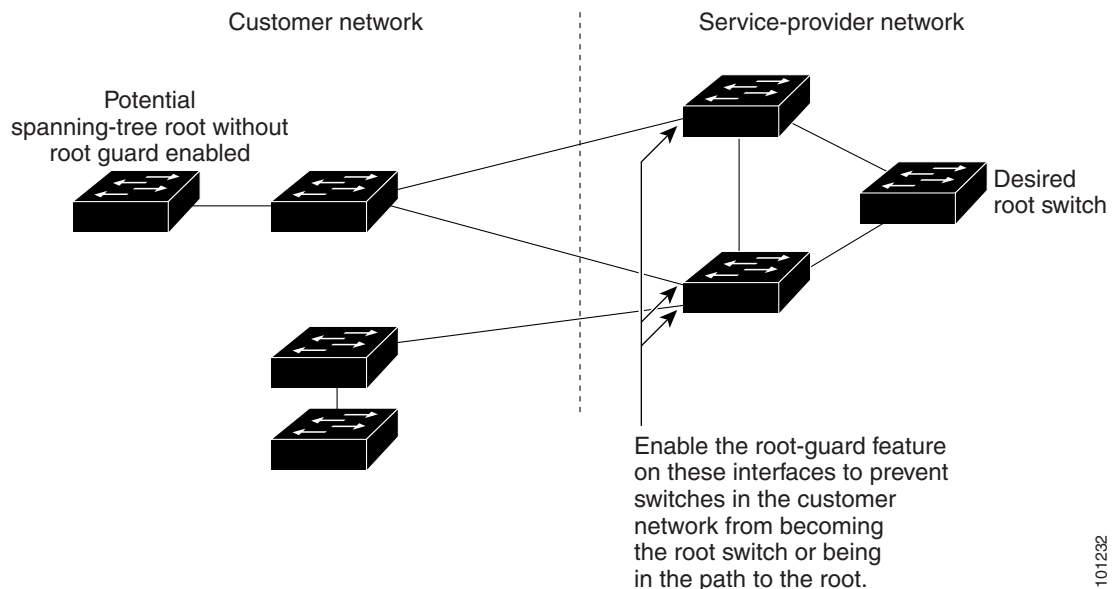 Customer network
Service-provider network
Potential
spanning-tree root without
root guard enabled
Desired
root switch
Enable the root-guard feature
on these interfaces to prevent
switches in the customer
network from becoming
the root switch or being
in the path to the root.
101232